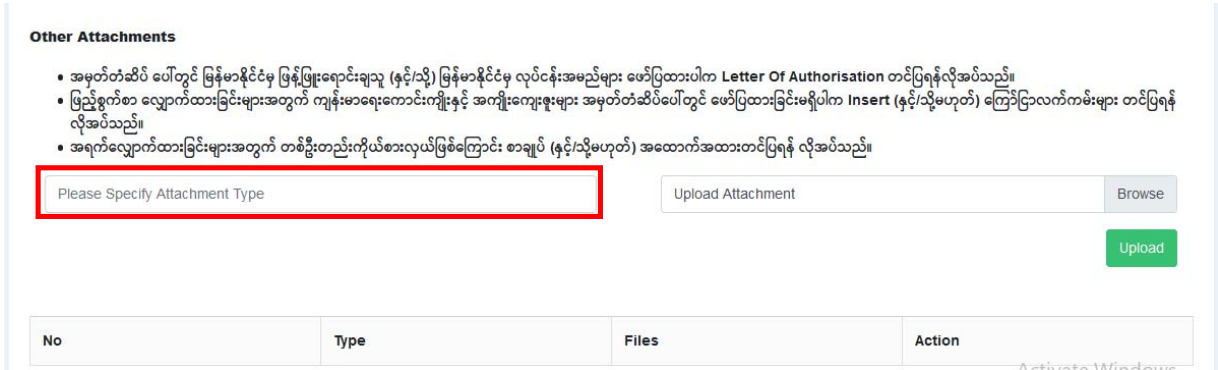 Other Attachments
• အမှတ်တံဆိပ် ပေါ်တွင် မြန်မာနိုင်ငံမှ ဖြန့်ဖြူးရောင်းချသူ (နှင့်/သို့) မြန်မာနိုင်ငံမှ လုပ်ငန်းအမည်များ ဖော်ပြထားပါက Letter Of Authorisation တင်ပြရန်လိုအပ်သည်။
• ဖြည့်စွက်စာ လျှောက်ထားခြင်းများအတွက် ကျန်းမာရေးကောင်းကျိုးနှင့် အကျိုးကျေးဇူးများ အမှတ်တံဆိပ်ပေါ်တွင် ဖော်ပြထားခြင်းမရှိပါက Insert (နှင့်/သို့မဟုတ်) ကြော်ငြာလက်ကမ်းများ တင်ပြရန်
လိုအပ်သည်။
• အရက်လျှောက်ထားခြင်းများအတွက် တစ်ဦးတည်းကိုယ်စားလှယ်ဖြစ်ကြောင်း စာချုပ် (နှင့်/သို့မဟုတ်) အထောက်အထားတင်ပြရန် လိုအပ်သည်။
Please Specify Attachment Type Upload Attachment Browse
Upload
No Type Files Action
Activate Windows